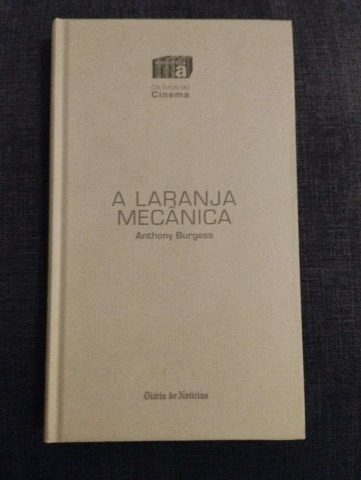 a
Os livros do
Cinema
A LARANJA
MECÂNICA
Anthony Burgess
Diário de Notícias